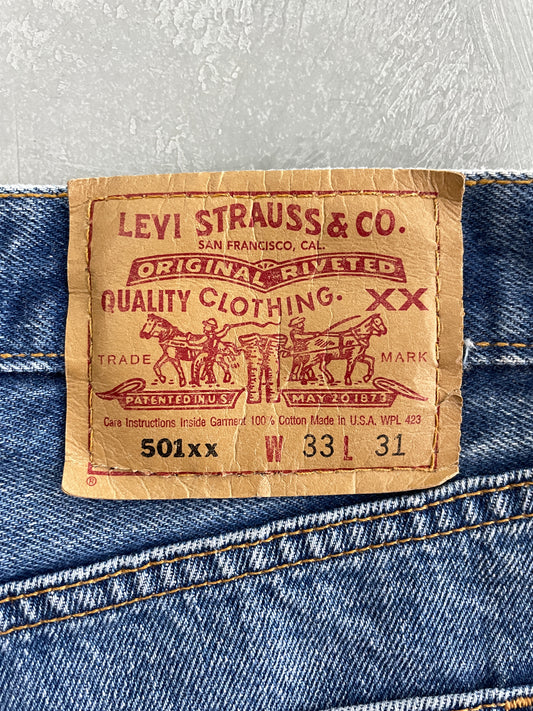 LEVI STRAUSS & CO.
SAN FRANCISCO, CAL.
ORIGINAL RIVETED
QUALITY CLOTHING. XX
TRADE MARK
PATENTED IN U.S. MAY 20 1873
Care Instructions Inside Garment 100% Cotton Made in U.S.A. WPL 423
501xx W 33 L 31
®